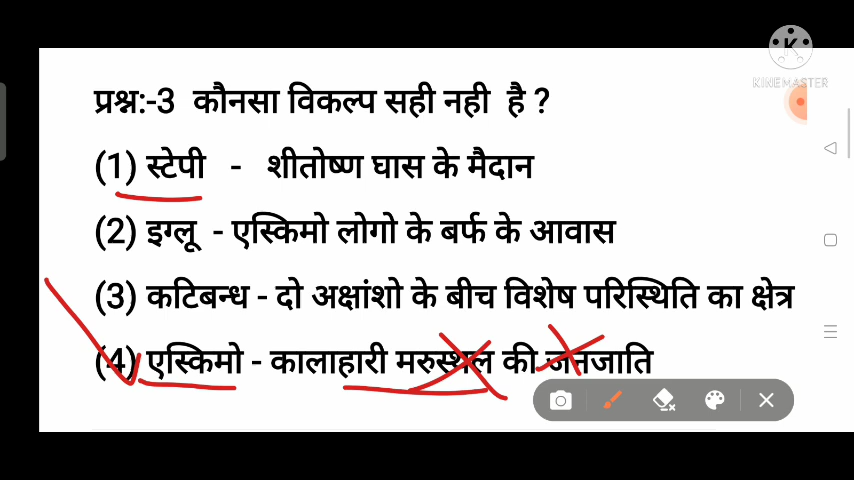 KINEMASTER
प्रश्न:-3 कौनसा विकल्प सही नही है ?
(1) स्टेपी - शीतोष्ण घास के मैदान
(2) इग्लू - एस्किमो लोगो के बर्फ के आवास
(3) कटिबन्ध - दो अक्षांशो के बीच विशेष परिस्थिति का क्षेत्र
(4) एस्किमो - कालाहारी मरुस्थल की जनजाति